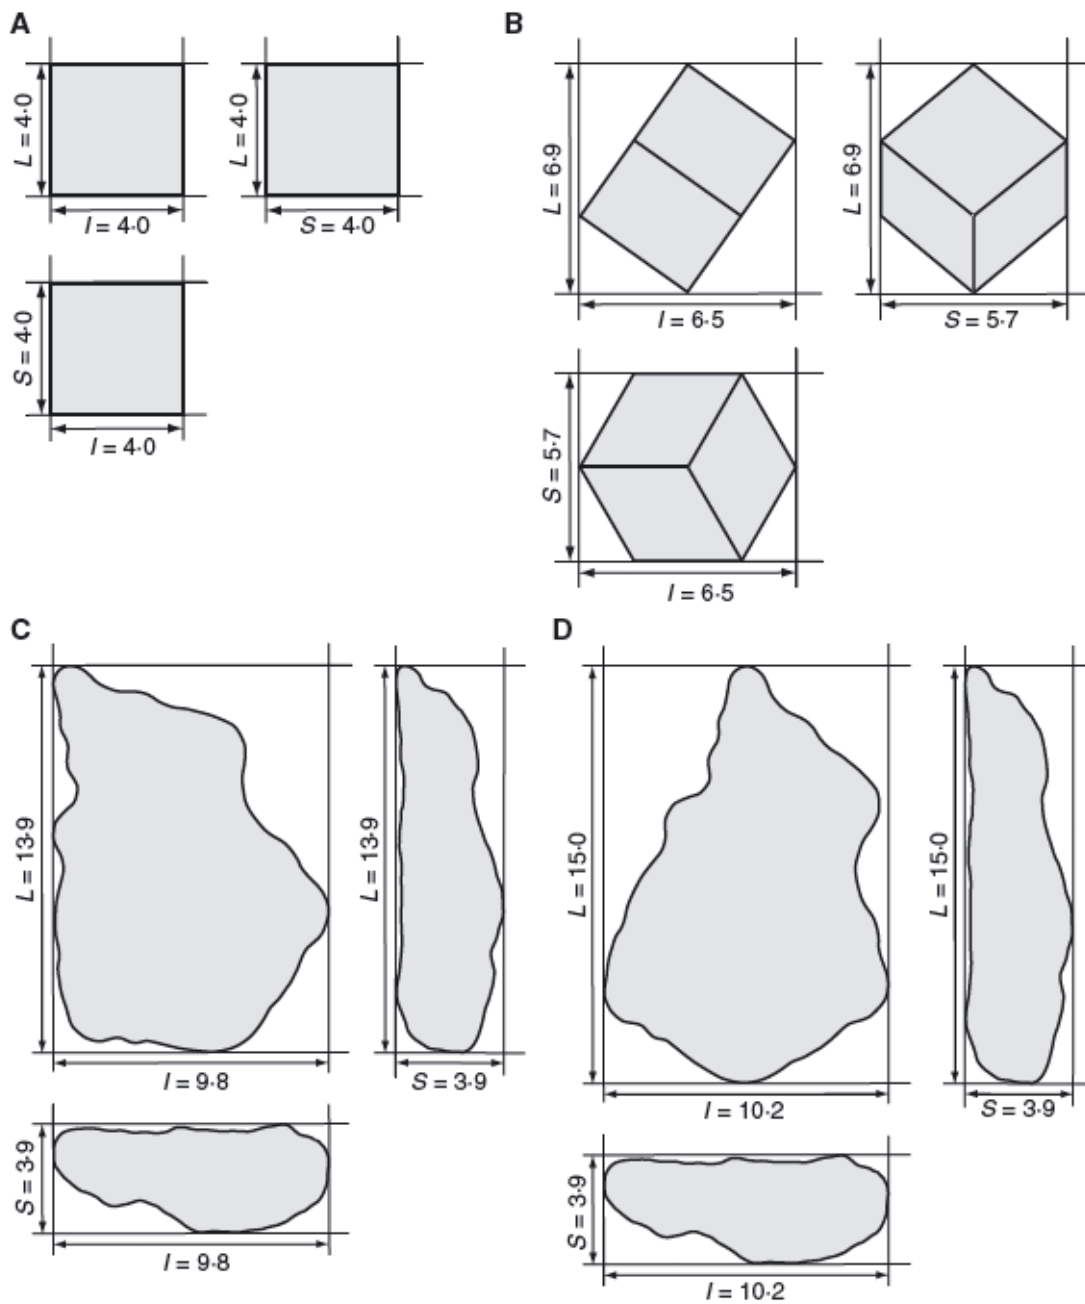 A
L = 4·0
I = 4·0
L = 4·0
S = 4·0
S = 4·0
I = 4·0
B
L = 6·9
I = 6·5
L = 6·9
S = 5·7
S = 5·7
I = 6·5
C
L = 13·9
I = 9·8
L = 13·9
S = 3·9
S = 3·9
I = 9·8
D
L = 15·0
I = 10·2
L = 15·0
S = 3·9
S = 3·9
I = 10·2